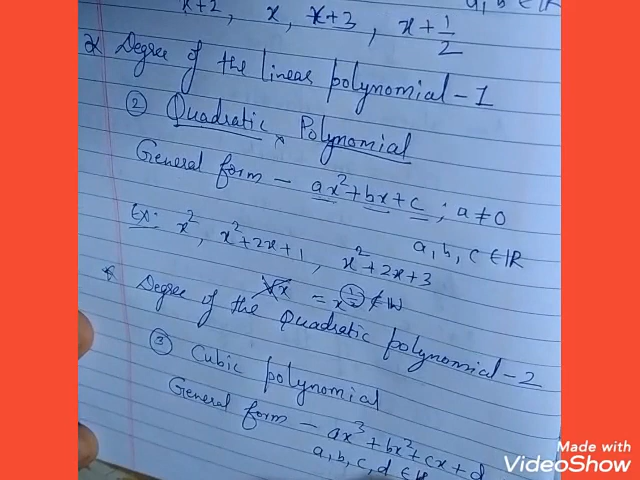 x+2, x, x+3, x+1/2
a, b ∈ ℝ
* Degree of the linear polynomial - 1
② Quadratic Polynomial
General form - ax²+bx+c ; a≠0
a, b, c ∈ ℝ
Ex: x², x²+2x+1, x²+2x+3
√x = x^(1/2) ∉ W
* Degree of the Quadratic polynomial - 2
③ Cubic polynomial
General form - ax³+bx²+cx+d
a, b, c, d ∈
Made with
VideoShow